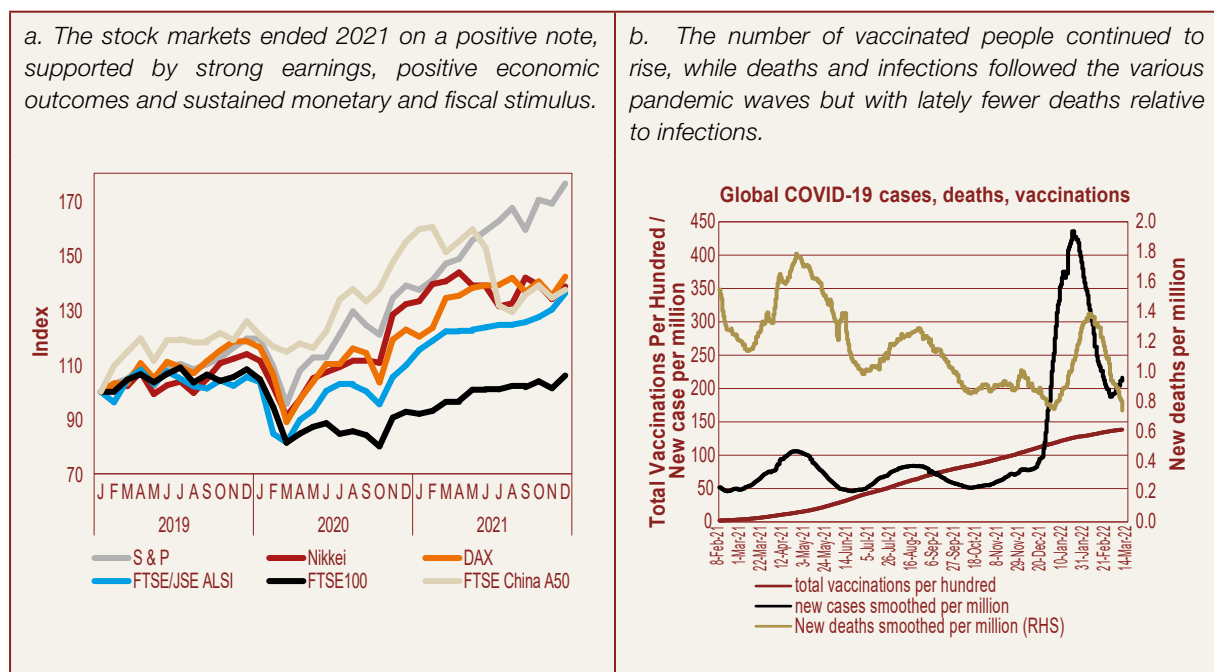 a. The stock markets ended 2021 on a positive note,
supported by strong earnings, positive economic
outcomes and sustained monetary and fiscal stimulus.
170
150
130
110
90
70
Index
J F M A M J J A S O N D J F M A M J J A S O N D J F M A M J J A S O N D
2019 2020 2021
S & P Nikkei DAX
FTSE/JSE ALSI FTSE100 FTSE China A50
b. The number of vaccinated people continued to
rise, while deaths and infections followed the various
pandemic waves but with lately fewer deaths relative
to infections.
Global COVID-19 cases, deaths, vaccinations
Total Vaccinations Per Hundred /
New case per million
450
400
350
300
250
200
150
100
50
0
2.0
1.8
1.6
1.4
1.2
1.0
0.8
0.6
0.4
0.2
0.0
New deaths per million
8-Feb-21
1-Mar-21
22-Mar-21
12-Apr-21
3-May-21
24-May-21
14-Jun-21
5-Jul-21
26-Jul-21
16-Aug-21
6-Sep-21
27-Sep-21
18-Oct-21
8-Nov-21
29-Nov-21
20-Dec-21
10-Jan-22
31-Jan-22
21-Feb-22
14-Mar-22
total vaccinations per hundred
new cases smoothed per million
New deaths smoothed per million (RHS)